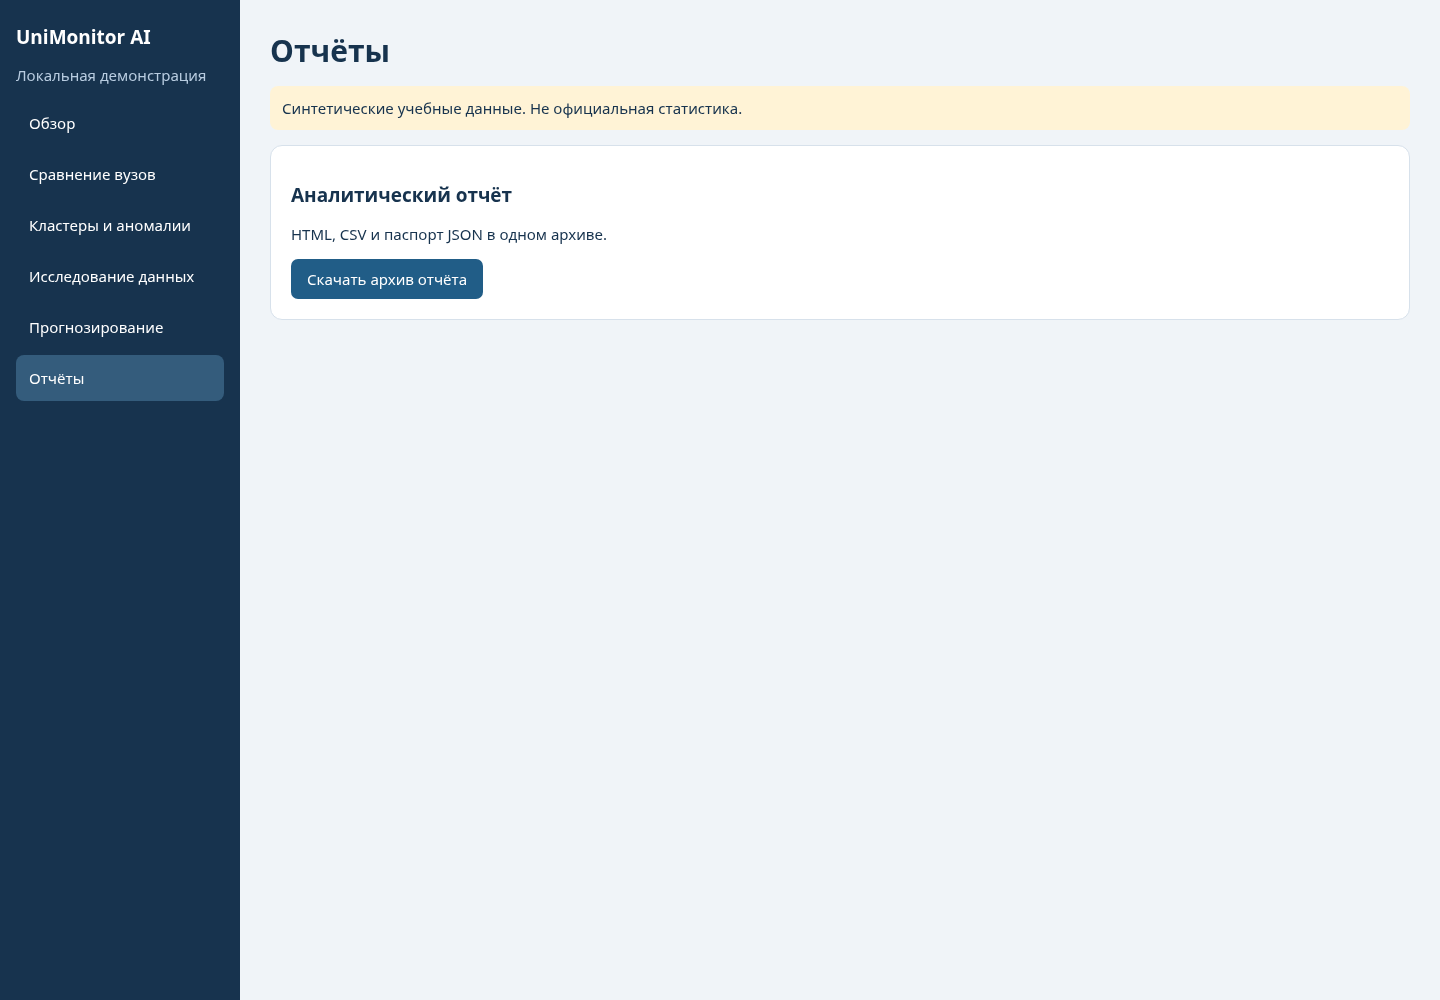 UniMonitor AI
Локальная демонстрация
Обзор
Сравнение вузов
Кластеры и аномалии
Исследование данных
Прогнозирование
Отчёты
Отчёты
Синтетические учебные данные. Не официальная статистика.
Аналитический отчёт
HTML, CSV и паспорт JSON в одном архиве.
Скачать архив отчёта